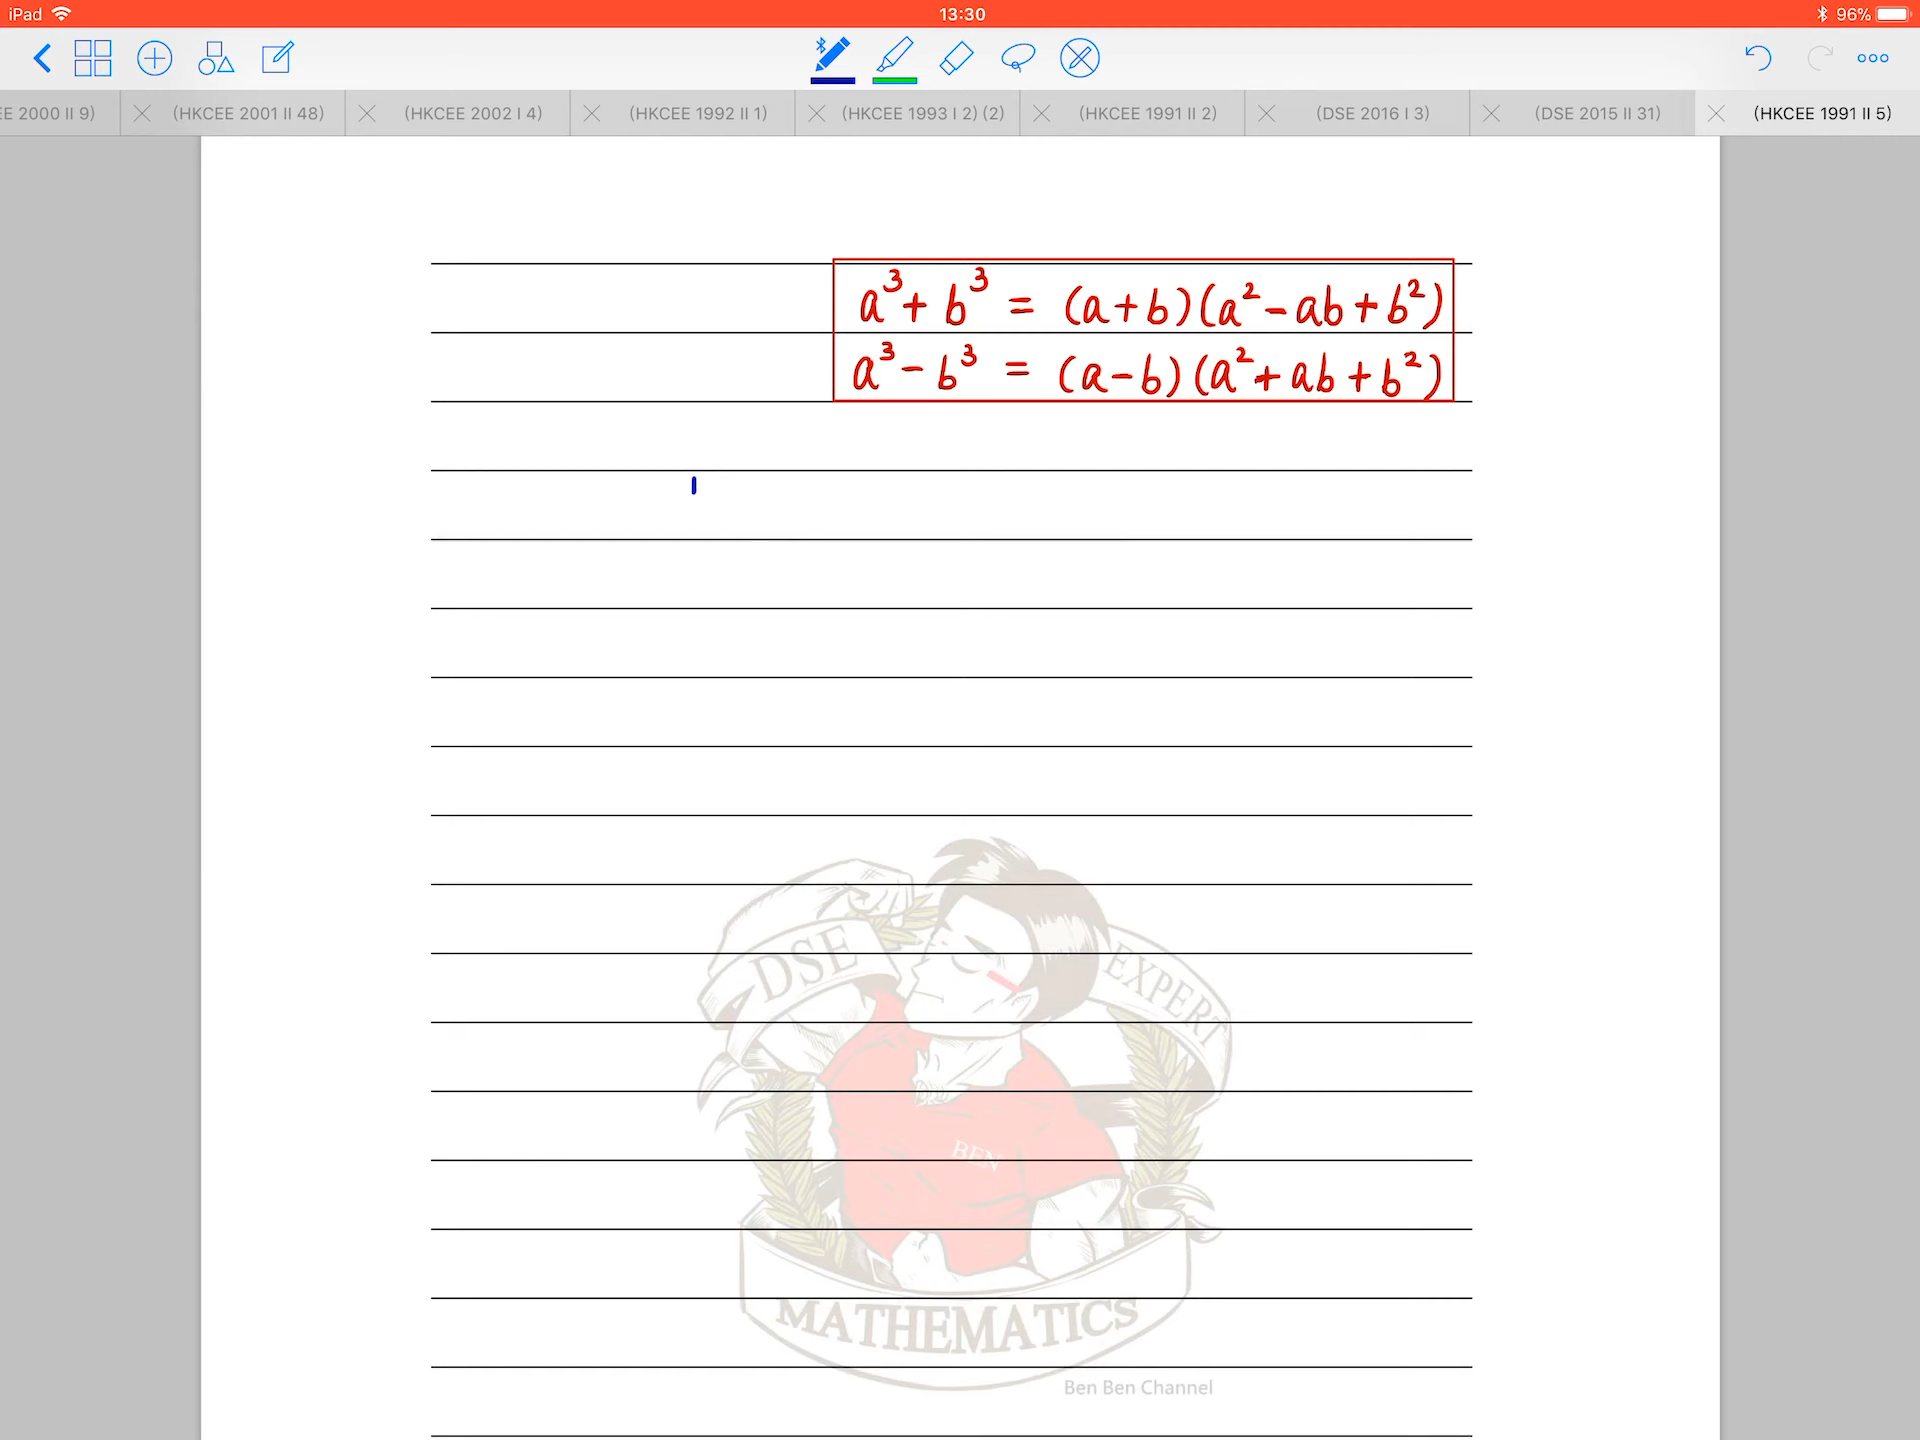 iPad 13:30 96%
EE 2000 II 9) (HKCEE 2001 II 48) (HKCEE 2002 I 4) (HKCEE 1992 II 1) (HKCEE 1993 I 2) (2) (HKCEE 1991 II 2) (DSE 2016 I 3) (DSE 2015 II 31) (HKCEE 1991 II 5)
a³ + b³ = (a+b)(a² - ab + b²)
a³ - b³ = (a-b)(a² + ab + b²)
DSE EXPERT
BEN
MATHEMATICS
Ben Ben Channel